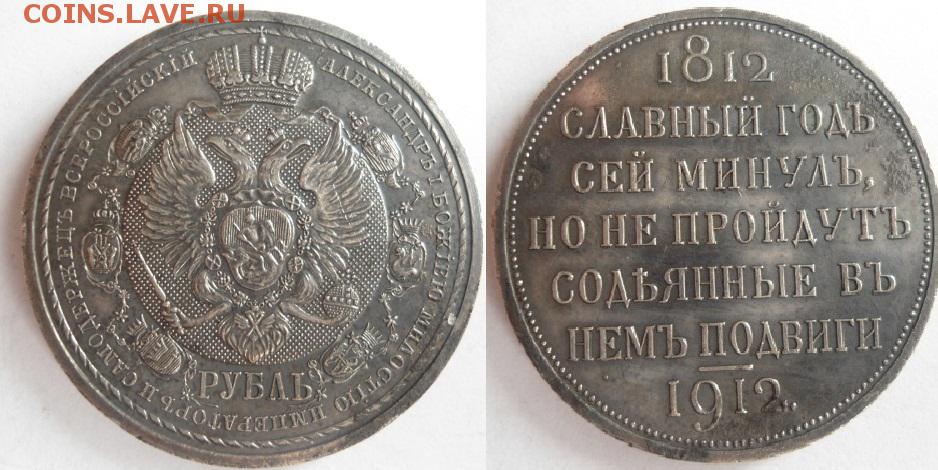 COINS.LAVE.RU
АЛЕКСАНДРЪ I БОЖІЕЮ МИЛОСТІЮ ИМПЕРАТОРЪ И САМОДЕРЖЕЦЪ ВСЕРОССІЙСКІЙ
РУБЛЬ
1812
СЛАВНЫЙ ГОДЪ
СЕЙ МИНУЛЪ,
НО НЕ ПРОЙДУТЪ
СОДѢЯННЫЕ ВЪ
НЕМЪ ПОДВИГИ
1912.